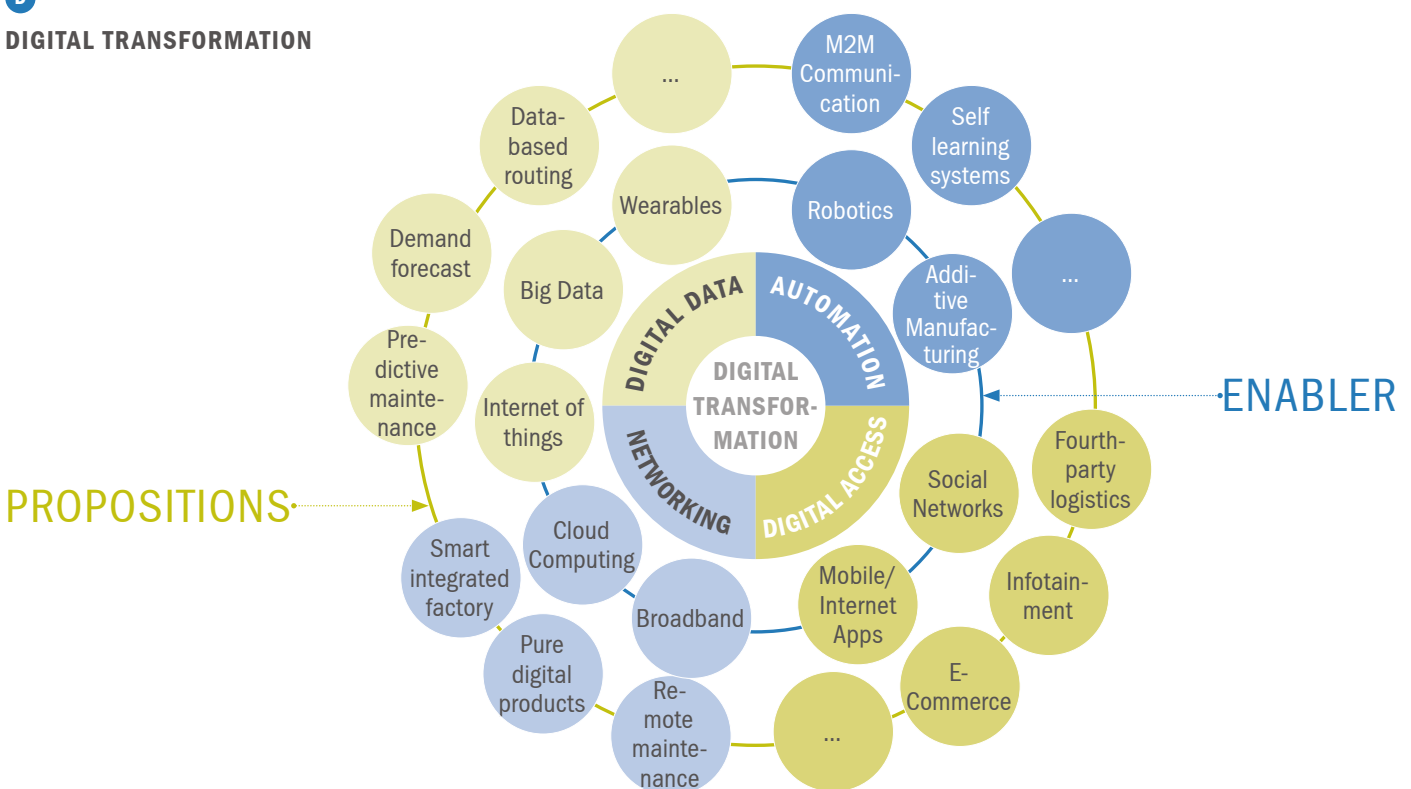 B
DIGITAL TRANSFORMATION
...
M2M
Communi-
cation
Data-
based
routing
Self
learning
systems
Wearables
Robotics
Demand
forecast
Big Data
Addi-
tive
Manufac-
turing
...
DIGITAL DATA
AUTOMATION
DIGITAL
TRANSFOR-
MATION
Pre-
dictive
mainte-
nance
Internet of
things
ENABLER
NETWORKING
DIGITAL ACCESS
Fourth-
party
logistics
Social
Networks
PROPOSITIONS
Smart
integrated
factory
Cloud
Computing
Mobile/
Internet
Apps
Infotain-
ment
Broadband
Pure
digital
products
E-
Commerce
Re-
mote
mainte-
nance
...